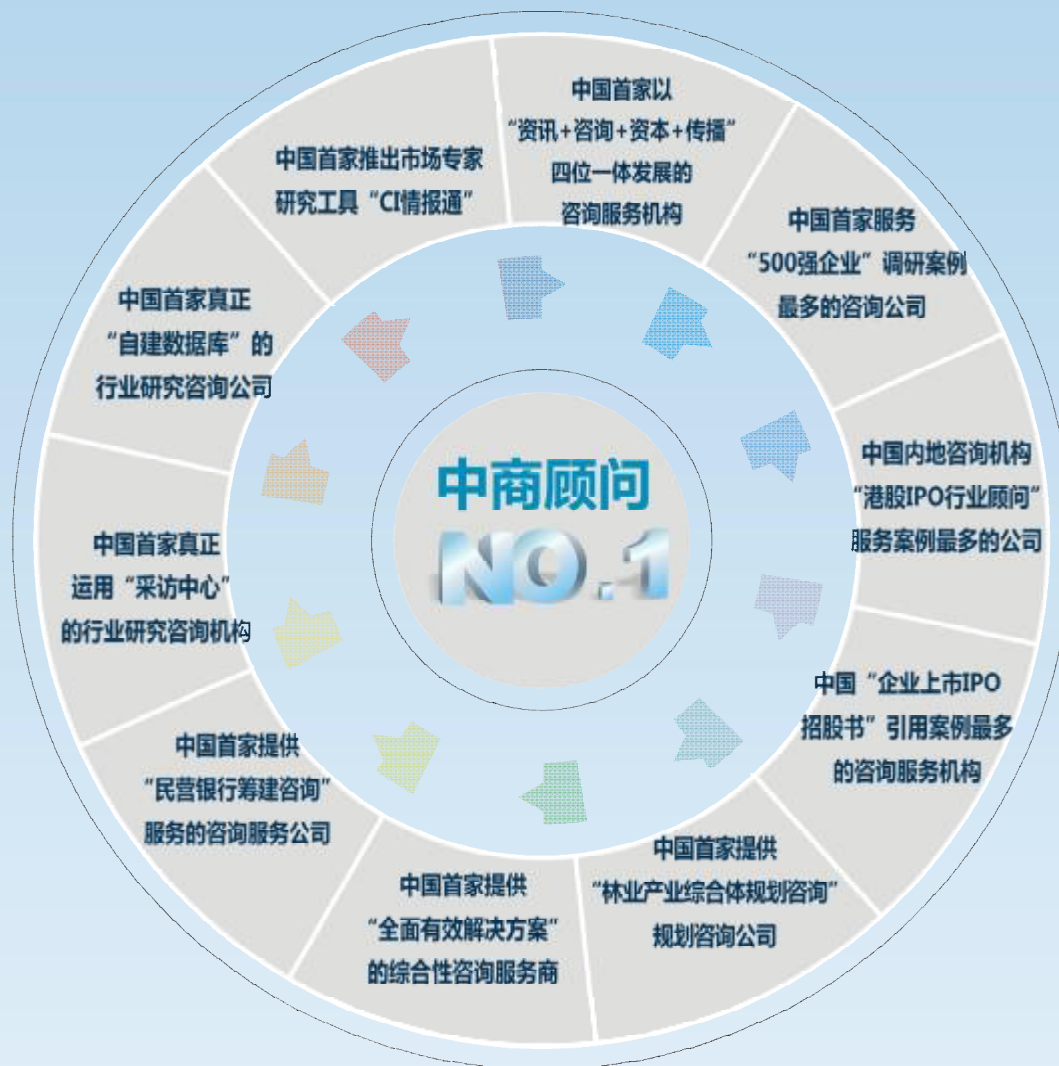 中国首家以
“资讯+咨询+资本+传播”
四位一体发展的
咨询服务机构
中国首家服务
“500强企业”调研案例
最多的咨询公司
中国内地咨询机构
“港股IPO行业顾问”
服务案例最多的公司
中国“企业上市IPO
招股书”引用案例最多
的咨询服务机构
中国首家提供
“林业产业综合体规划咨询”
规划咨询公司
中国首家提供
“全面有效解决方案”
的综合性咨询服务商
中国首家提供
“民营银行筹建咨询”
服务的咨询服务公司
中国首家真正
运用“采访中心”
的行业研究咨询机构
中国首家真正
“自建数据库”的
行业研究咨询公司
中国首家推出市场专家
研究工具“CI情报通”
中商顾问
NO.1